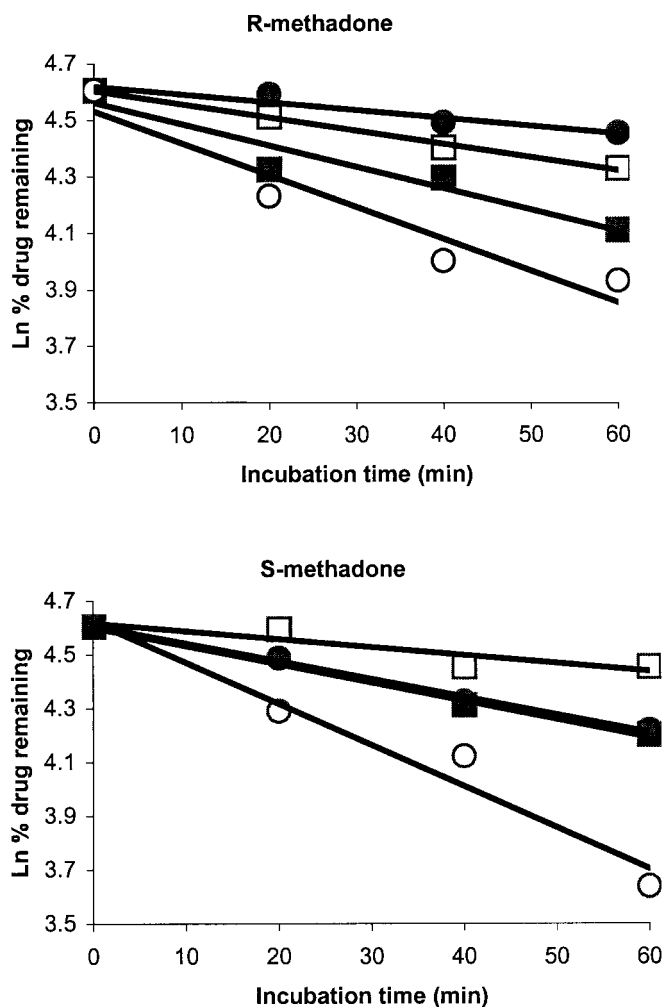 R-methadone
4.7
4.5
4.3
4.1
3.9
3.7
3.5
Ln % drug remaining
0 10 20 30 40 50 60
Incubation time (min)
S-methadone
4.7
4.5
4.3
4.1
3.9
3.7
3.5
Ln % drug remaining
0 10 20 30 40 50 60
Incubation time (min)